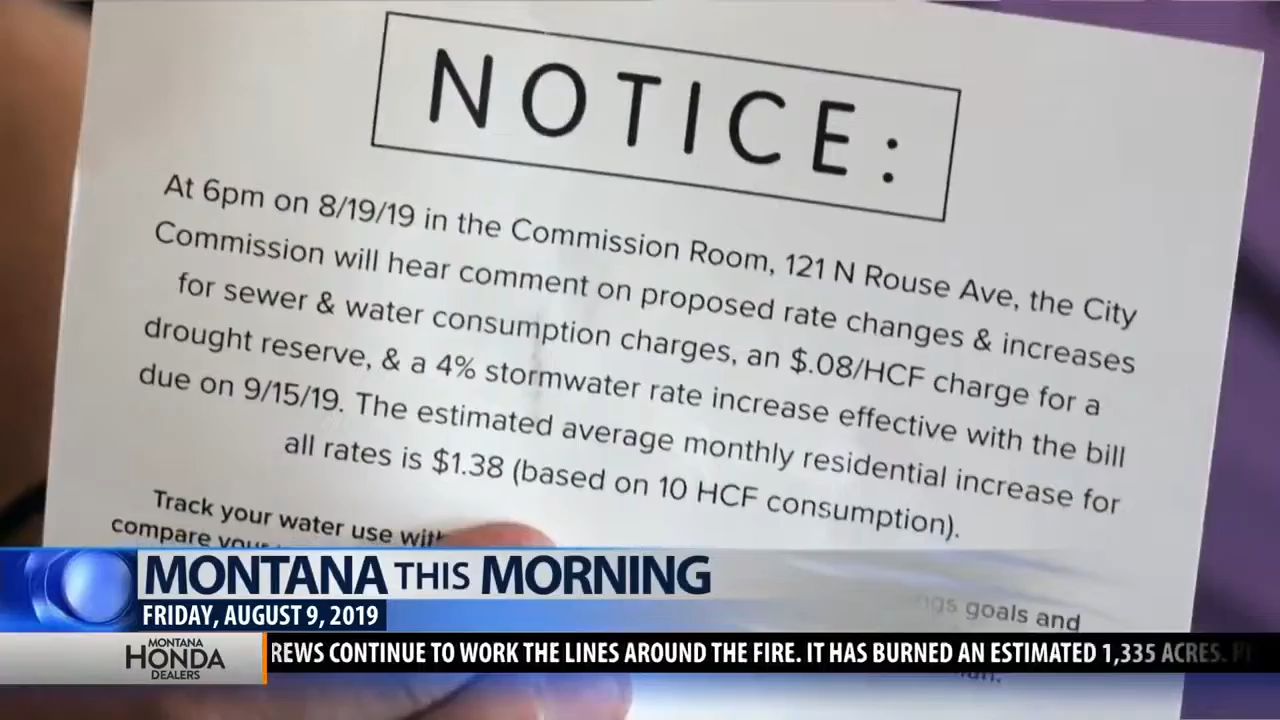 NOTICE:
At 6pm on 8/19/19 in the Commission Room, 121 N Rouse Ave, the City
Commission will hear comment on proposed rate changes & increases
for sewer & water consumption charges, an $.08/HCF charge for a
drought reserve, & a 4% stormwater rate increase effective with the bill
due on 9/15/19. The estimated average monthly residential increase for
all rates is $1.38 (based on 10 HCF consumption).
Track your water use with
compare your
goals and
MONTANA THIS MORNING
FRIDAY, AUGUST 9, 2019
MONTANA
HONDA
DEALERS
REWS CONTINUE TO WORK THE LINES AROUND THE FIRE. IT HAS BURNED AN ESTIMATED 1,335 ACRES.